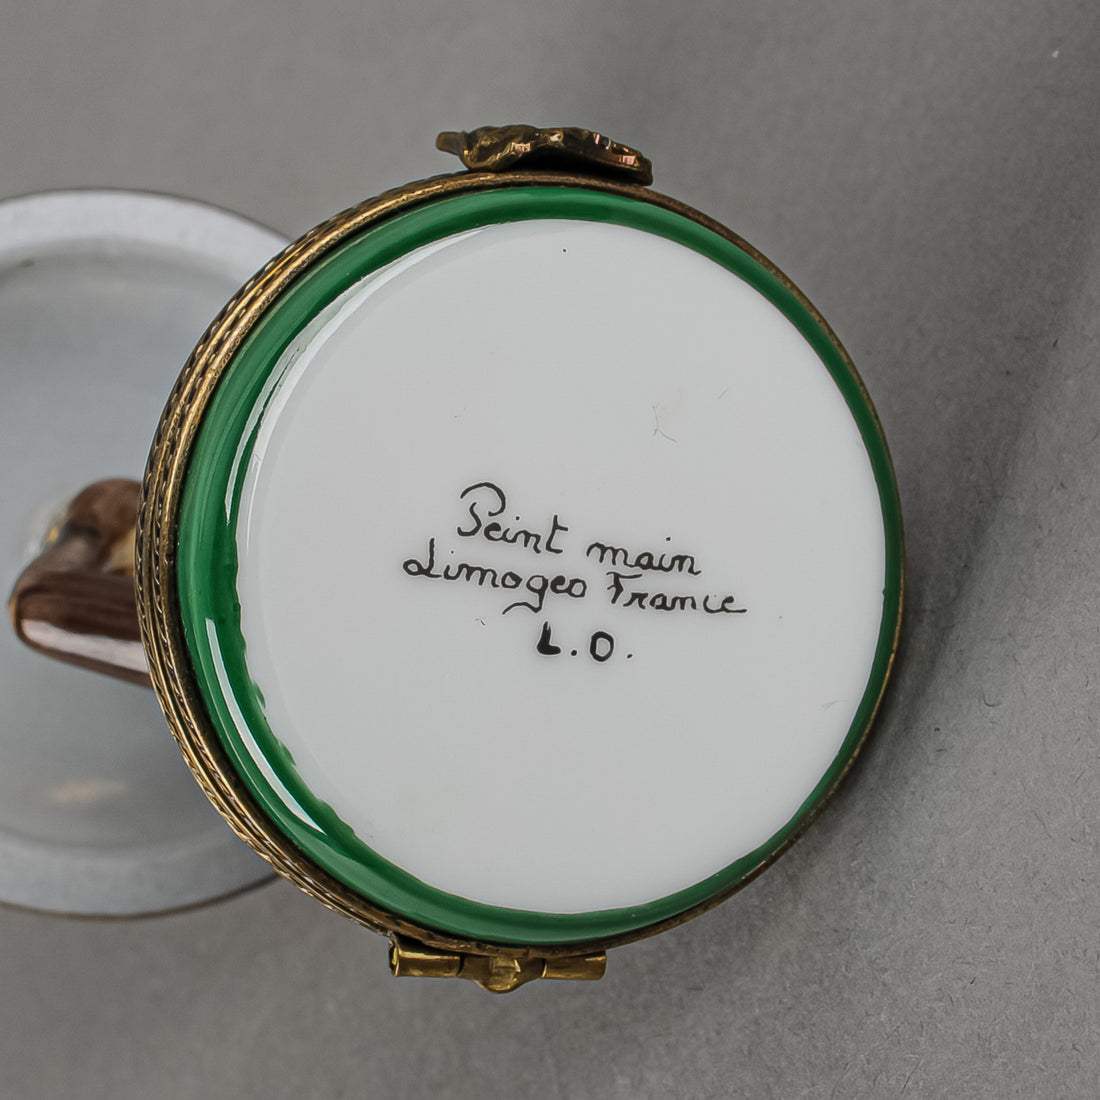 Peint main
Limoges France
L.O.